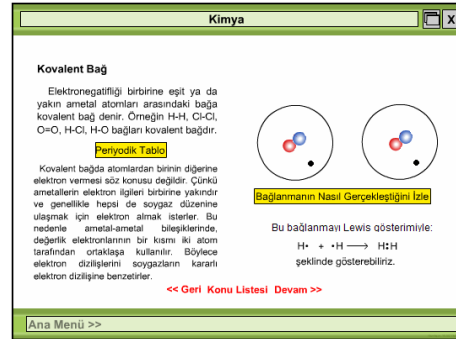 Kimya
X
Kovalent Bağ
Elektronegatifliği birbirine eşit ya da
yakın ametal atomları arasındaki bağa
kovalent bağ denir. Örneğin H-H, Cl-Cl,
O=O, H-Cl, H-O bağları kovalent bağdır.
Periyodik Tablo
Kovalent bağda atomlardan birinin diğerine
elektron vermesi söz konusu değildir. Çünkü
ametallerin elektron ilgileri birbirine yakındır
ve genellikle hepsi de soygaz düzenine
ulaşmak için elektron almak isterler. Bu
nedenle ametal-ametal bileşiklerinde,
değerlik elektronlarının bir kısmı iki atom
tarafından ortaklaşa kullanılır. Böylece
elektron dizilişlerini soygazların kararlı
elektron dizilişine benzetirler.
Bağlanmanın Nasıl Gerçekleştiğini İzle
Bu bağlanmayı Lewis gösterimiyle:
H• + •H ⟶ H:H
şeklinde gösterebiliriz.
<< Geri Konu Listesi Devam >>
Ana Menü >>